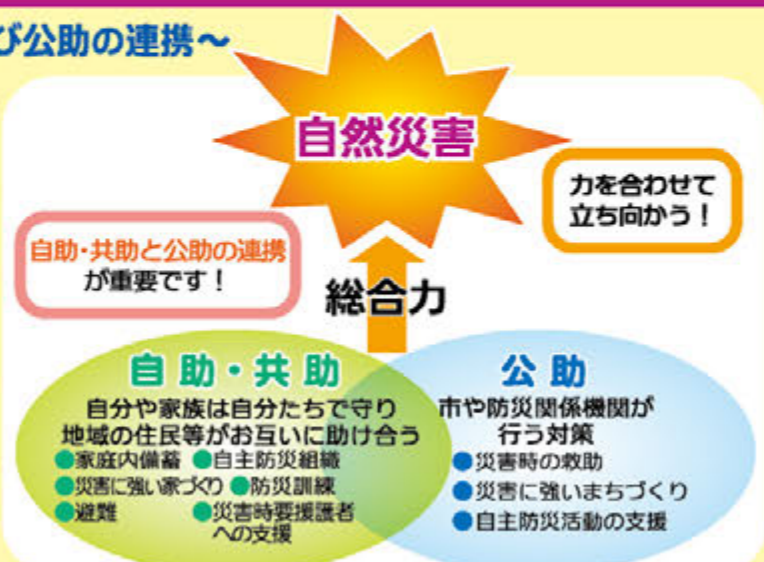 び公助の連携～
自然災害
力を合わせて
立ち向かう！
自助・共助と公助の連携
が重要です！
総合力
自助・共助
自分や家族は自分たちで守り
地域の住民等がお互いに助け合う
●家庭内備蓄 ●自主防災組織
●災害に強い家づくり ●防災訓練
●避難 ●災害時要援護者
への支援
公助
市や防災関係機関が
行う対策
●災害時の救助
●災害に強いまちづくり
●自主防災活動の支援